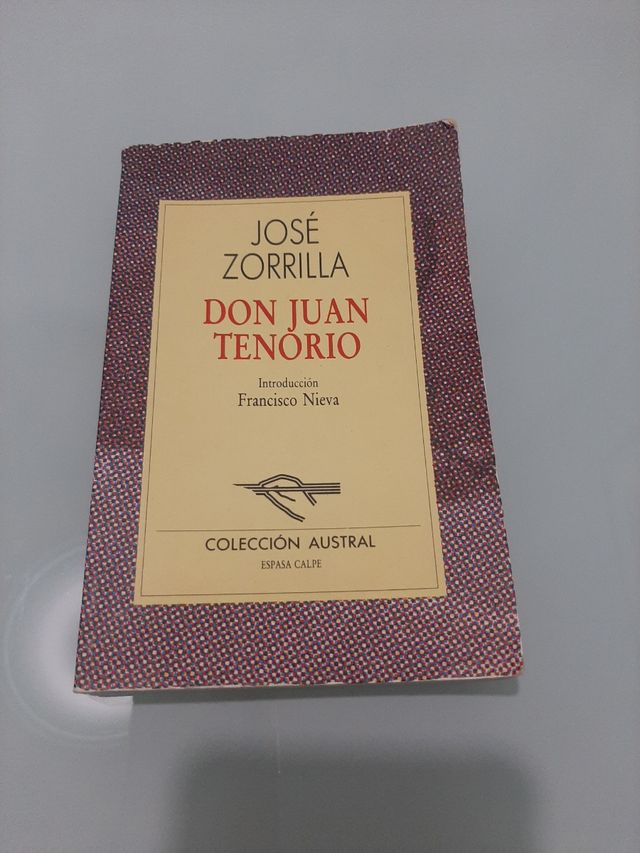 JOSÉ
ZORRILLA
DON JUAN
TENORIO
Introducción
Francisco Nieva
COLECCIÓN AUSTRAL
ESPASA CALPE